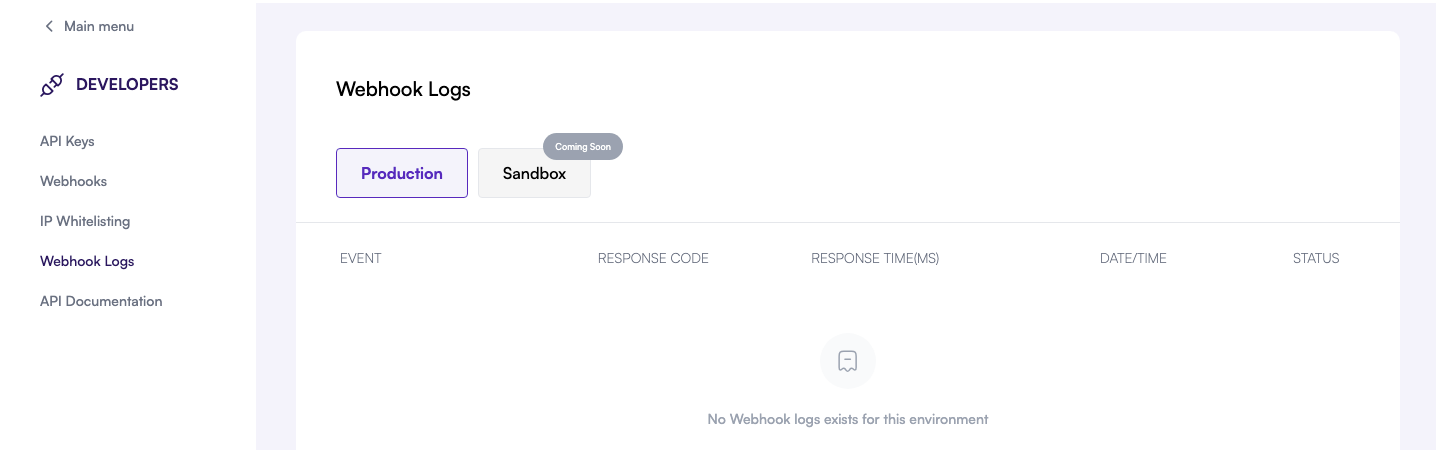 Main menu
DEVELOPERS
API Keys
Webhooks
IP Whitelisting
Webhook Logs
API Documentation
Webhook Logs
Coming Soon
Production Sandbox
EVENT RESPONSE CODE RESPONSE TIME(MS) DATE/TIME STATUS
No Webhook logs exists for this environment